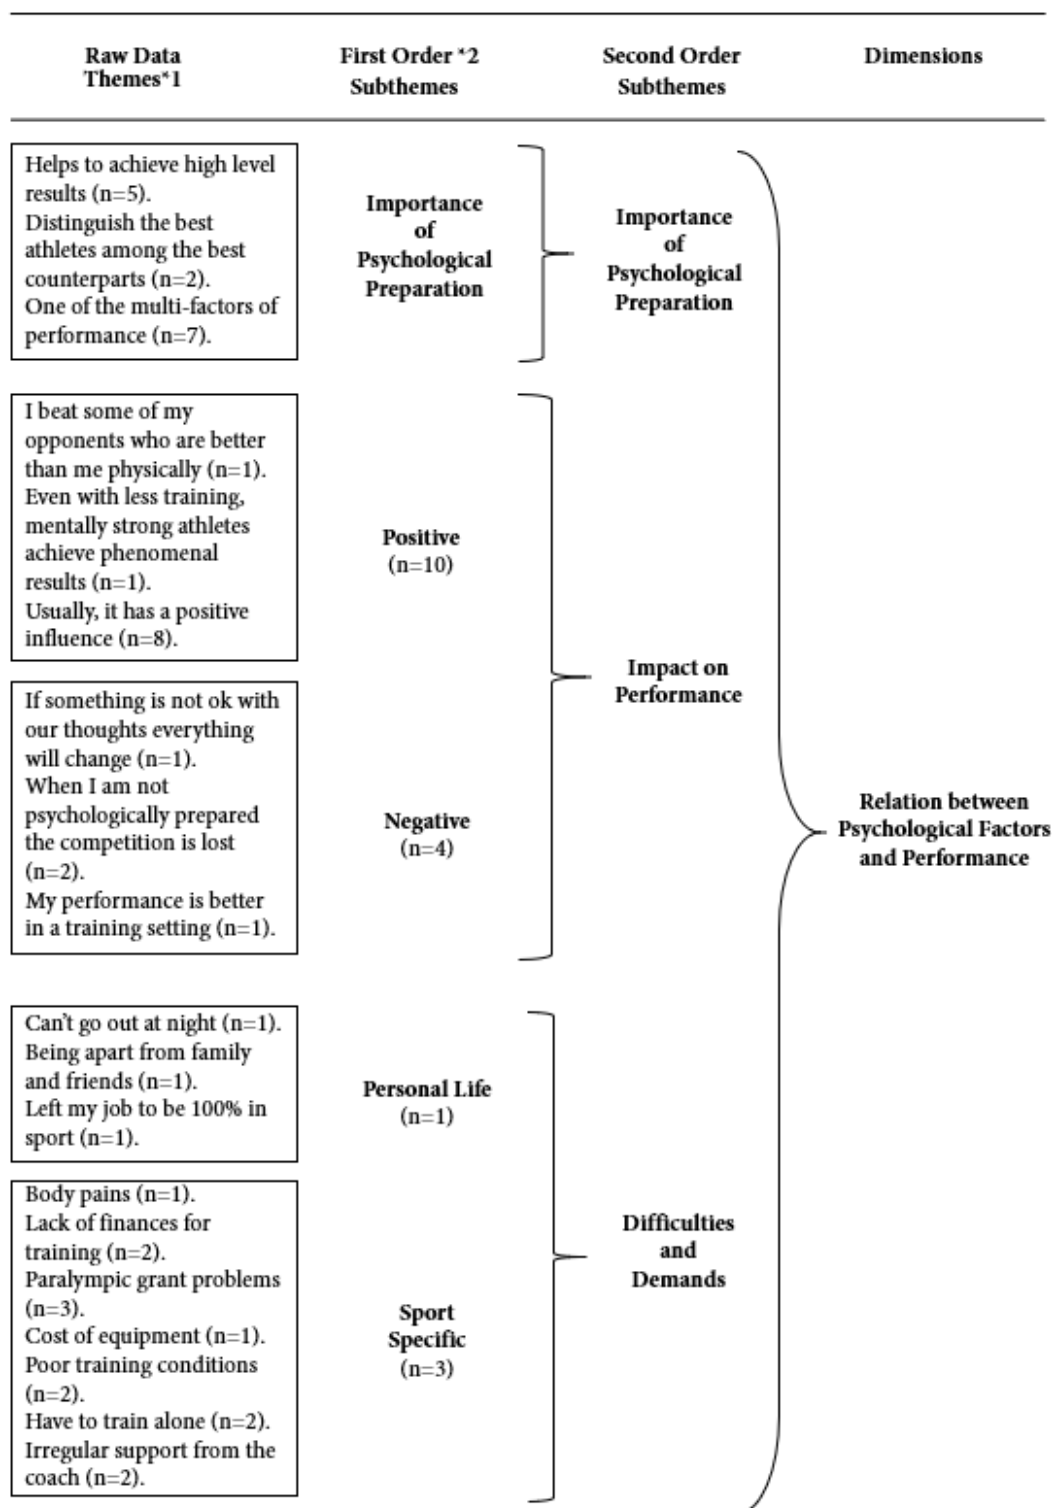 Raw Data
Themes*1
First Order *2
Subthemes
Second Order
Subthemes
Dimensions
Helps to achieve high level
results (n=5).
Distinguish the best
athletes among the best
counterparts (n=2).
One of the multi-factors of
performance (n=7).
Importance
of
Psychological
Preparation
Importance
of
Psychological
Preparation
I beat some of my
opponents who are better
than me physically (n=1).
Even with less training,
mentally strong athletes
achieve phenomenal
results (n=1).
Usually, it has a positive
influence (n=8).
Positive
(n=10)
If something is not ok with
our thoughts everything
will change (n=1).
When I am not
psychologically prepared
the competition is lost
(n=2).
My performance is better
in a training setting (n=1).
Negative
(n=4)
Impact on
Performance
Can't go out at night (n=1).
Being apart from family
and friends (n=1).
Left my job to be 100% in
sport (n=1).
Personal Life
(n=1)
Body pains (n=1).
Lack of finances for
training (n=2).
Paralympic grant problems
(n=3).
Cost of equipment (n=1).
Poor training conditions
(n=2).
Have to train alone (n=2).
Irregular support from the
coach (n=2).
Sport
Specific
(n=3)
Difficulties
and
Demands
Relation between
Psychological Factors
and Performance